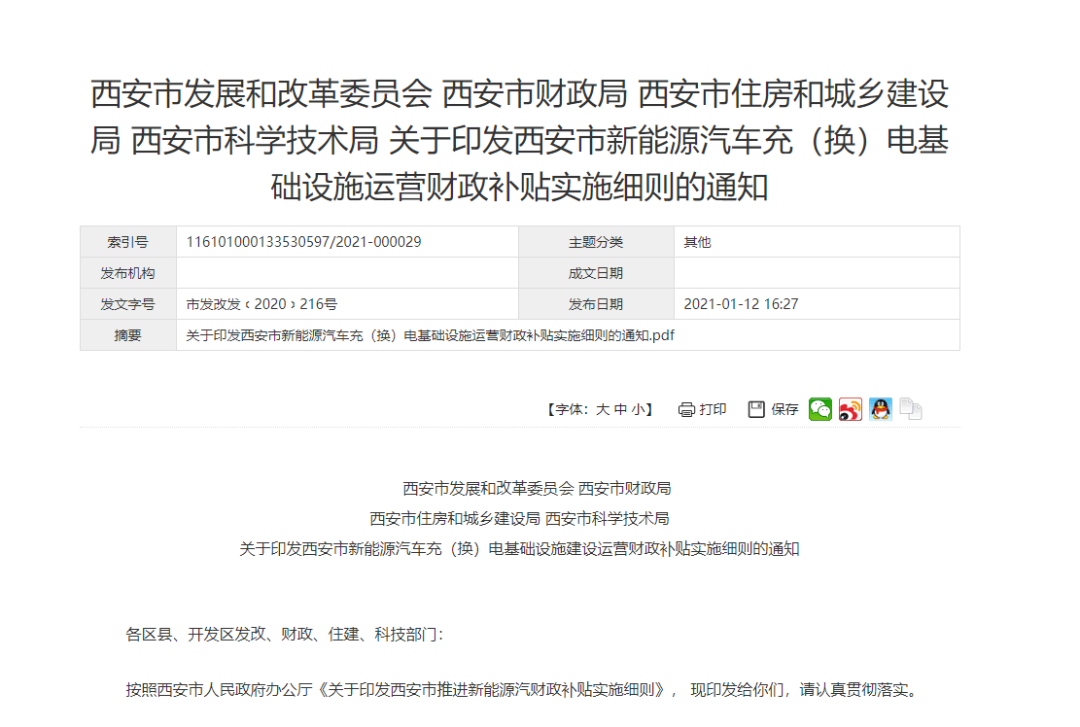 西安市发展和改革委员会 西安市财政局 西安市住房和城乡建设
局 西安市科学技术局 关于印发西安市新能源汽车充（换）电基
础设施运营财政补贴实施细则的通知
索引号 116101000133530597/2021-000029 主题分类 其他
发布机构 成文日期
发文字号 市发改发﹝2020﹞216号 发布日期 2021-01-12 16:27
摘要 关于印发西安市新能源汽车充（换）电基础设施运营财政补贴实施细则的通知.pdf
【字体：大 中 小】 打印 保存
西安市发展和改革委员会 西安市财政局
西安市住房和城乡建设局 西安市科学技术局
关于印发西安市新能源汽车充（换）电基础设施建设运营财政补贴实施细则的通知
各区县、开发区发改、财政、住建、科技部门：
按照西安市人民政府办公厅《关于印发西安市推进新能源汽财政补贴实施细则》， 现印发给你们，请认真贯彻落实。